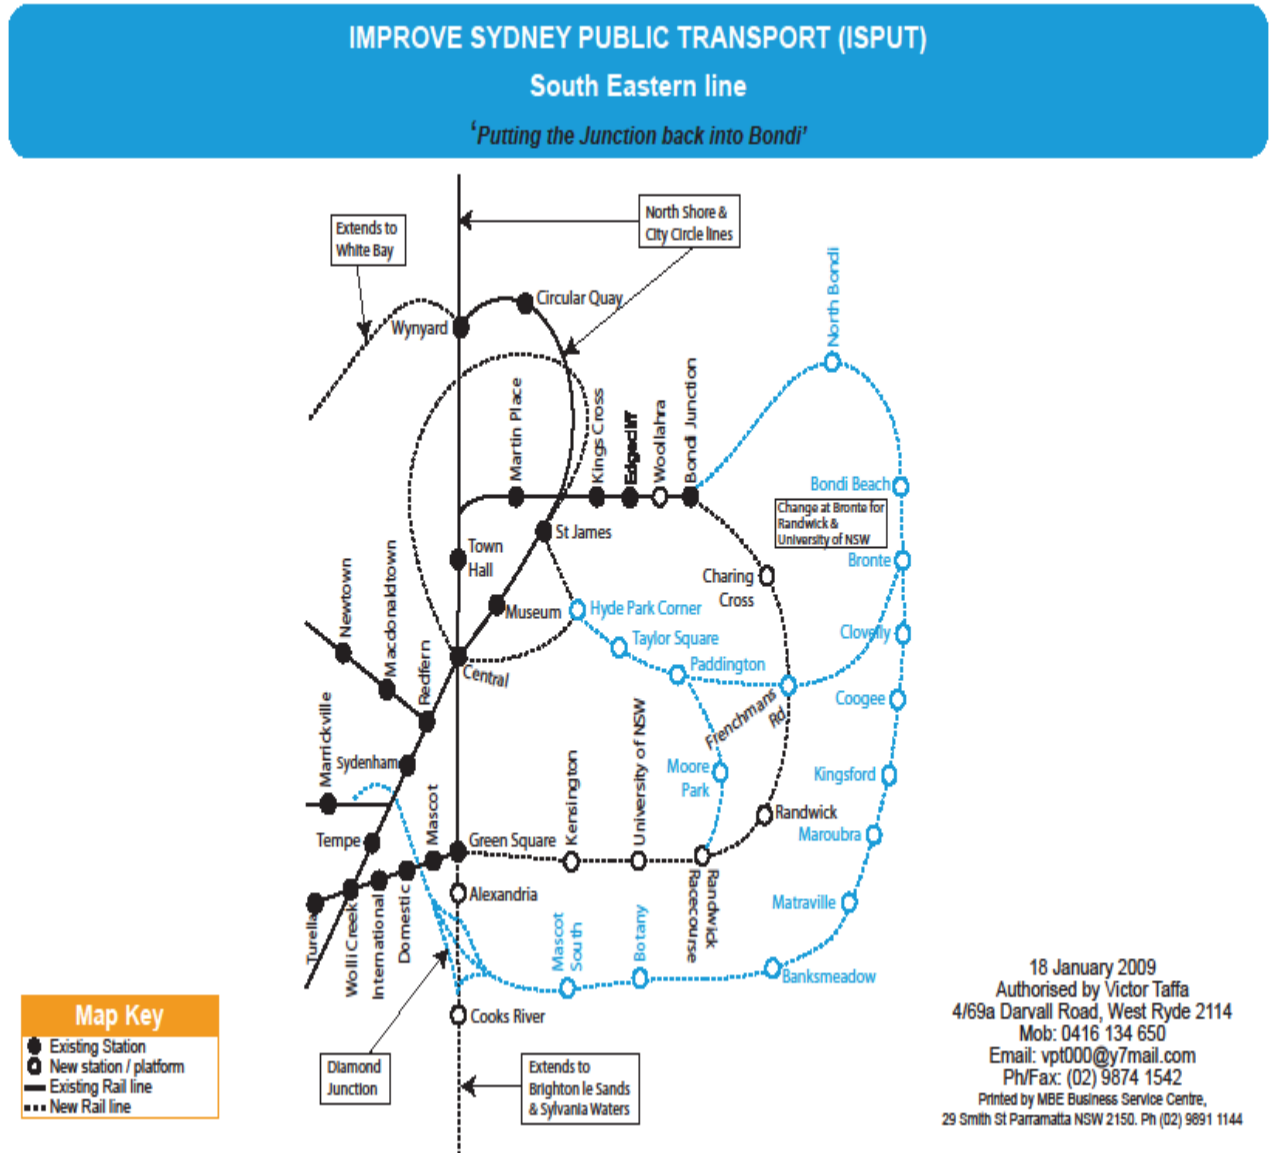 IMPROVE SYDNEY PUBLIC TRANSPORT (ISPUT)
South Eastern line
‘Putting the Junction back into Bondi’
Extends to
White Bay
North Shore &
City Circle lines
Circular Quay
Wynyard
North Bondi
Martin Place
Kings Cross
Edgecliff
Woollahra
Bondi Junction
Bondi Beach
Change at Bronte for
Randwick &
University of NSW
St James
Town
Hall
Bronte
Charing
Cross
Newtown
Macdonaldtown
Museum
Hyde Park Corner
Taylor Square
Clovelly
Redfern
Central
Paddington
Coogee
Marrickville
Sydenham
University of NSW
Frenchmans
Rd
Moore
Park
Kingsford
Kensington
Mascot
Randwick
Maroubra
Tempe
Green Square
Alexandria
Randwick
Racecourse
Matraville
Turella
Wolli Creek
International
Domestic
Mascot
South
Botany
Banksmeadow
Cooks River
Diamond
Junction
Extends to
Brighton le Sands
& Sylvania Waters
Map Key
Existing Station
New station / platform
Existing Rail line
New Rail line
18 January 2009
Authorised by Victor Taffa
4/69a Darvall Road, West Ryde 2114
Mob: 0416 134 650
Email: vpt000@y7mail.com
Ph/Fax: (02) 9874 1542
Printed by MBE Business Service Centre,
29 Smith St Parramatta NSW 2150. Ph (02) 9891 1144